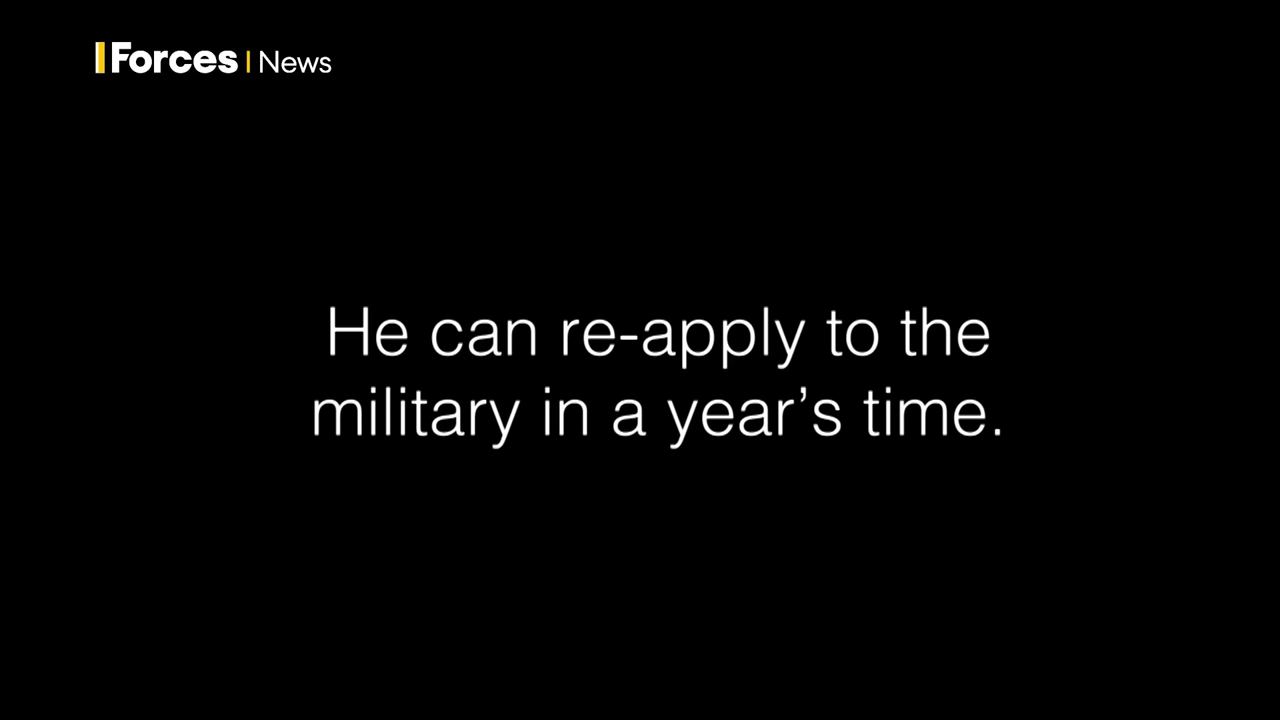 Forces | News
He can re-apply to the
military in a year’s time.